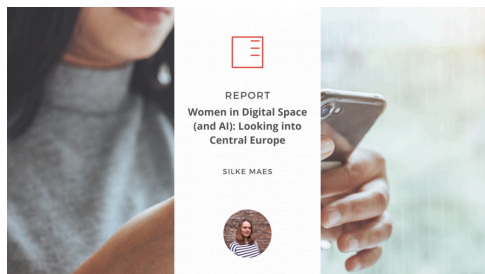 REPORT
Women in Digital Space
(and AI): Looking into
Central Europe
SILKE MAES